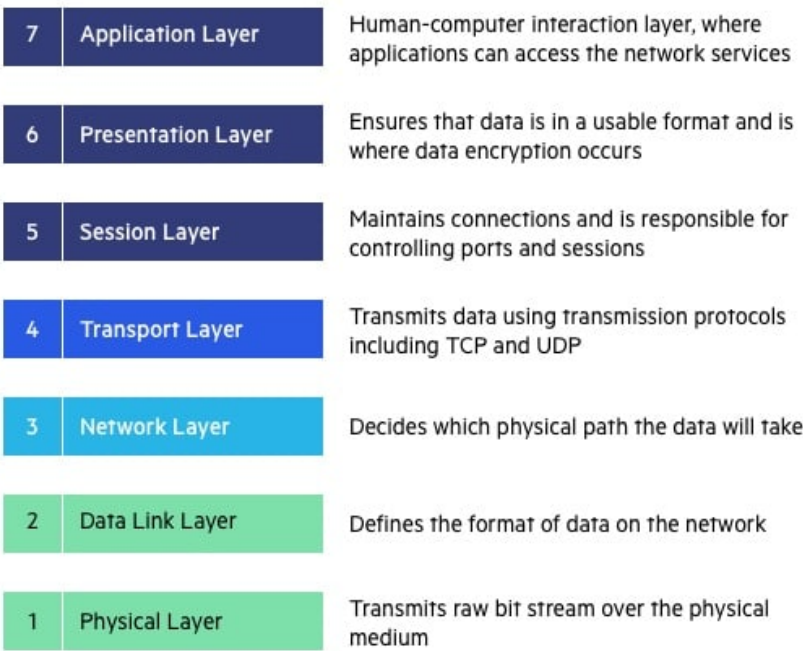 7 Application Layer
Human-computer interaction layer, where
applications can access the network services
6 Presentation Layer
Ensures that data is in a usable format and is
where data encryption occurs
5 Session Layer
Maintains connections and is responsible for
controlling ports and sessions
4 Transport Layer
Transmits data using transmission protocols
including TCP and UDP
3 Network Layer
Decides which physical path the data will take
2 Data Link Layer
Defines the format of data on the network
1 Physical Layer
Transmits raw bit stream over the physical
medium